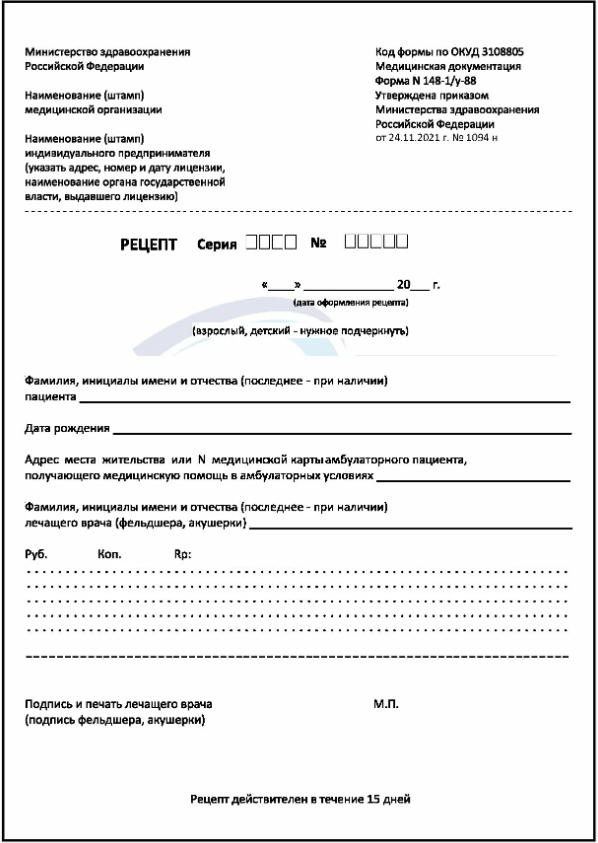 Министерство здравоохранения
Российской Федерации
Наименование (штамп)
медицинской организации
Наименование (штамп)
индивидуального предпринимателя
(указать адрес, номер и дату лицензии,
наименование органа государственной
власти, выдавшего лицензию)
Код формы по ОКУД 3108805
Медицинская документация
Форма N 148-1/у-88
Утверждена приказом
Министерства здравоохранения
Российской Федерации
от 24.11.2021 г. № 1094 н
РЕЦЕПТ Серия □□□□ № □□□□□
«____» ______________ 20___ г.
(дата оформления рецепта)
(взрослый, детский - нужное подчеркнуть)
Фамилия, инициалы имени и отчества (последнее - при наличии)
пациента
Дата рождения
Адрес места жительства или N медицинской карты амбулаторного пациента,
получающего медицинскую помощь в амбулаторных условиях
Фамилия, инициалы имени и отчества (последнее - при наличии)
лечащего врача (фельдшера, акушерки)
Руб. Коп. Rp:
Подпись и печать лечащего врача М.П.
(подпись фельдшера, акушерки)
Рецепт действителен в течение 15 дней